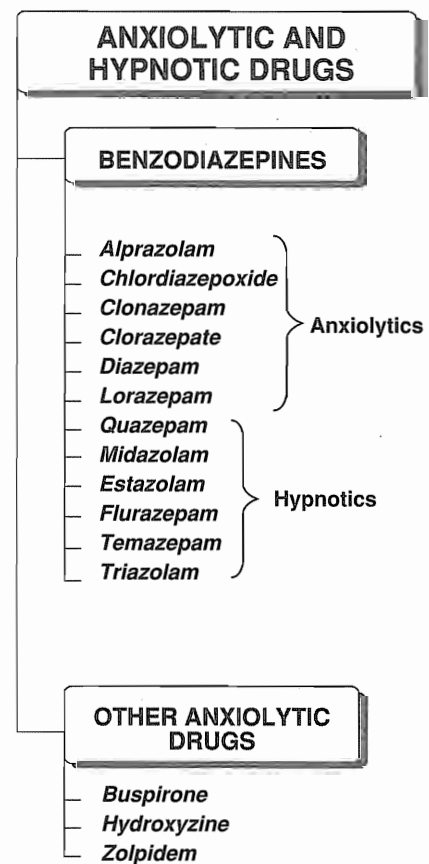 ANXIOLYTIC AND
HYPNOTIC DRUGS
BENZODIAZEPINES
Alprazolam
Chlordiazepoxide
Clonazepam
Clorazepate
Diazepam
Lorazepam
Anxiolytics
Quazepam
Midazolam
Estazolam
Flurazepam
Temazepam
Triazolam
Hypnotics
OTHER ANXIOLYTIC
DRUGS
Buspirone
Hydroxyzine
Zolpidem